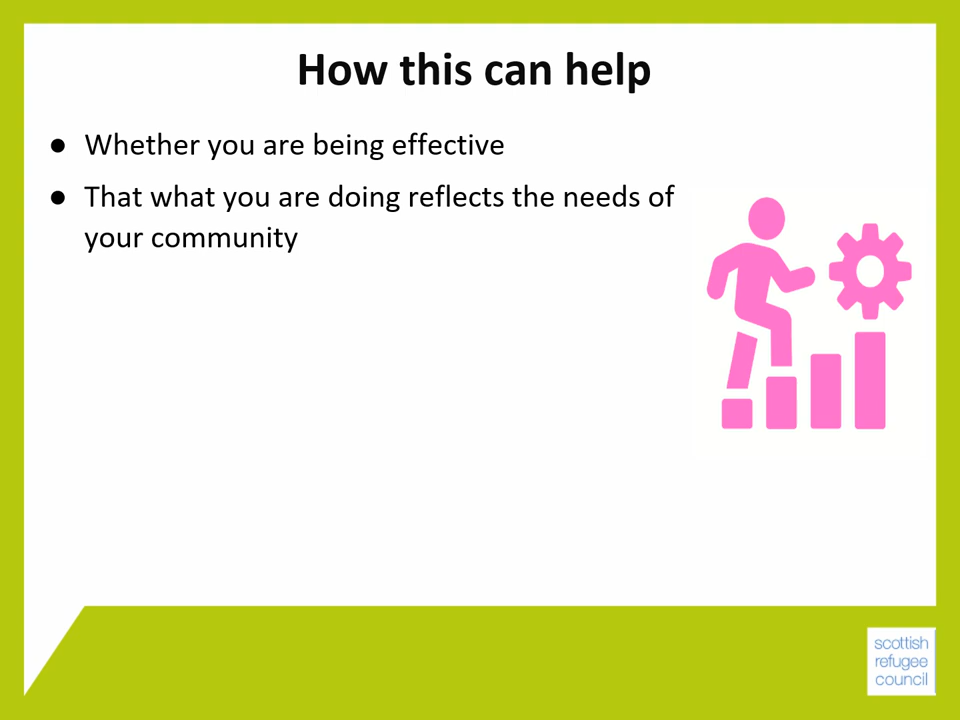 How this can help
● Whether you are being effective
● That what you are doing reflects the needs of
your community
scottish
refugee
council